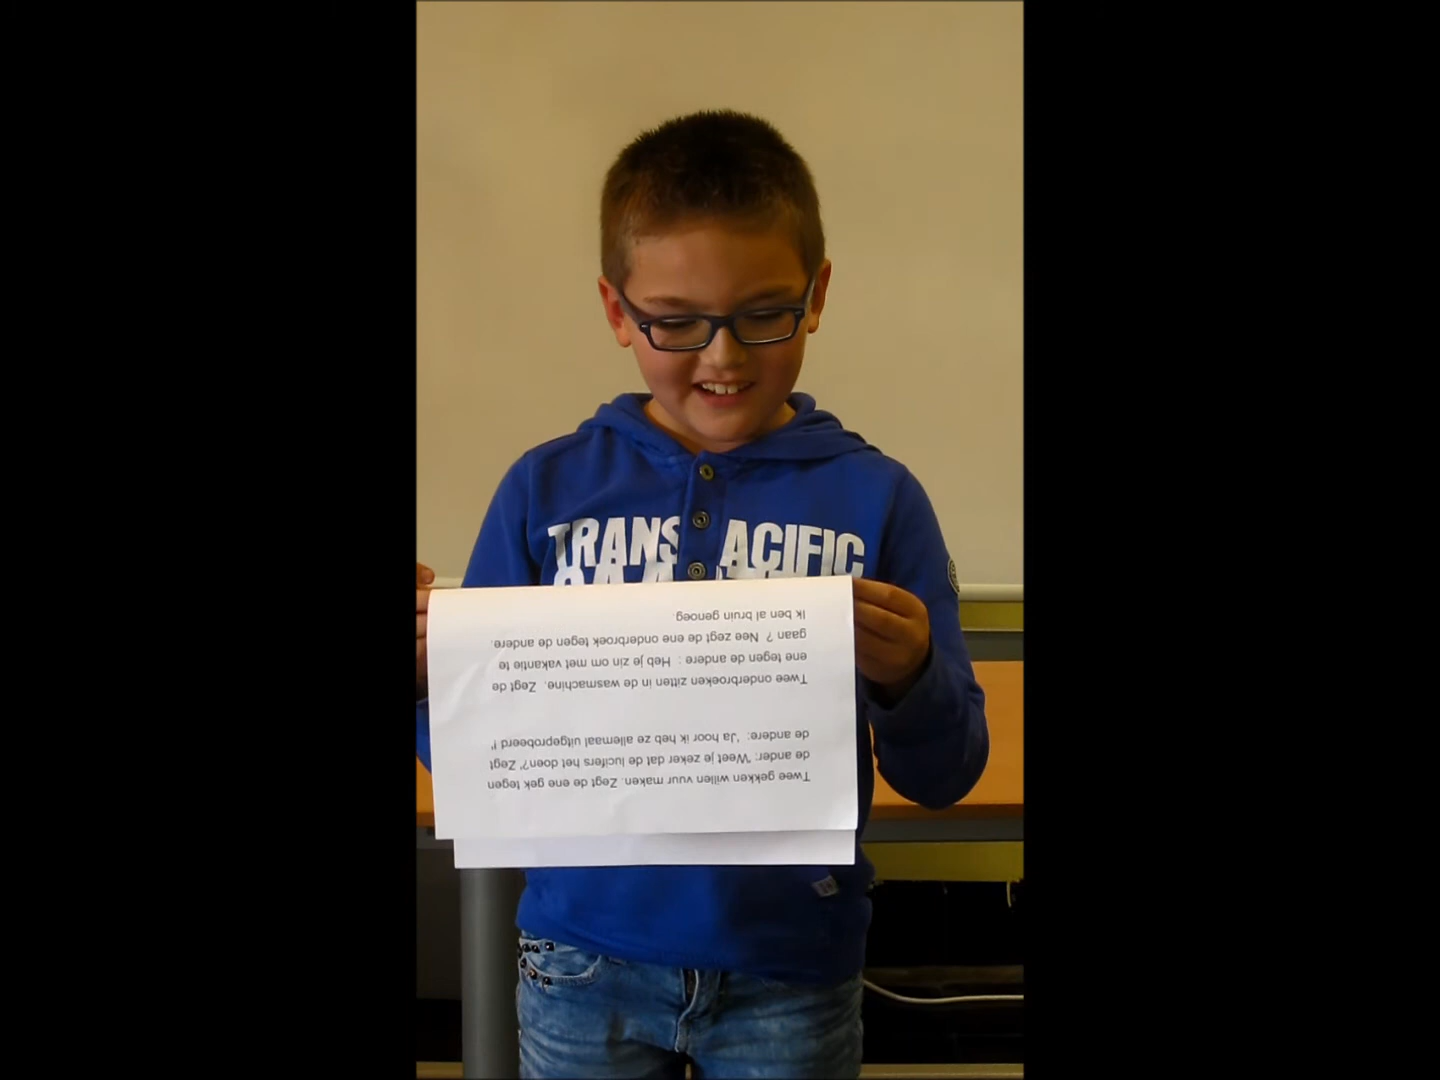 TRANS ACIFIC
Twee gekken willen vuur maken. Zegt de ene gek tegen
de ander: "Weet je zeker dat de lucifers het doen?" Zegt
de andere: "Ja hoor ik heb ze allemaal uitgeprobeerd !"
Twee onderbroeken zitten in de wasmachine. Zegt de
ene tegen de andere : Heb je zin om met vakantie te
gaan ? Nee zegt de ene onderbroek tegen de andere.
Ik ben al bruin genoeg.